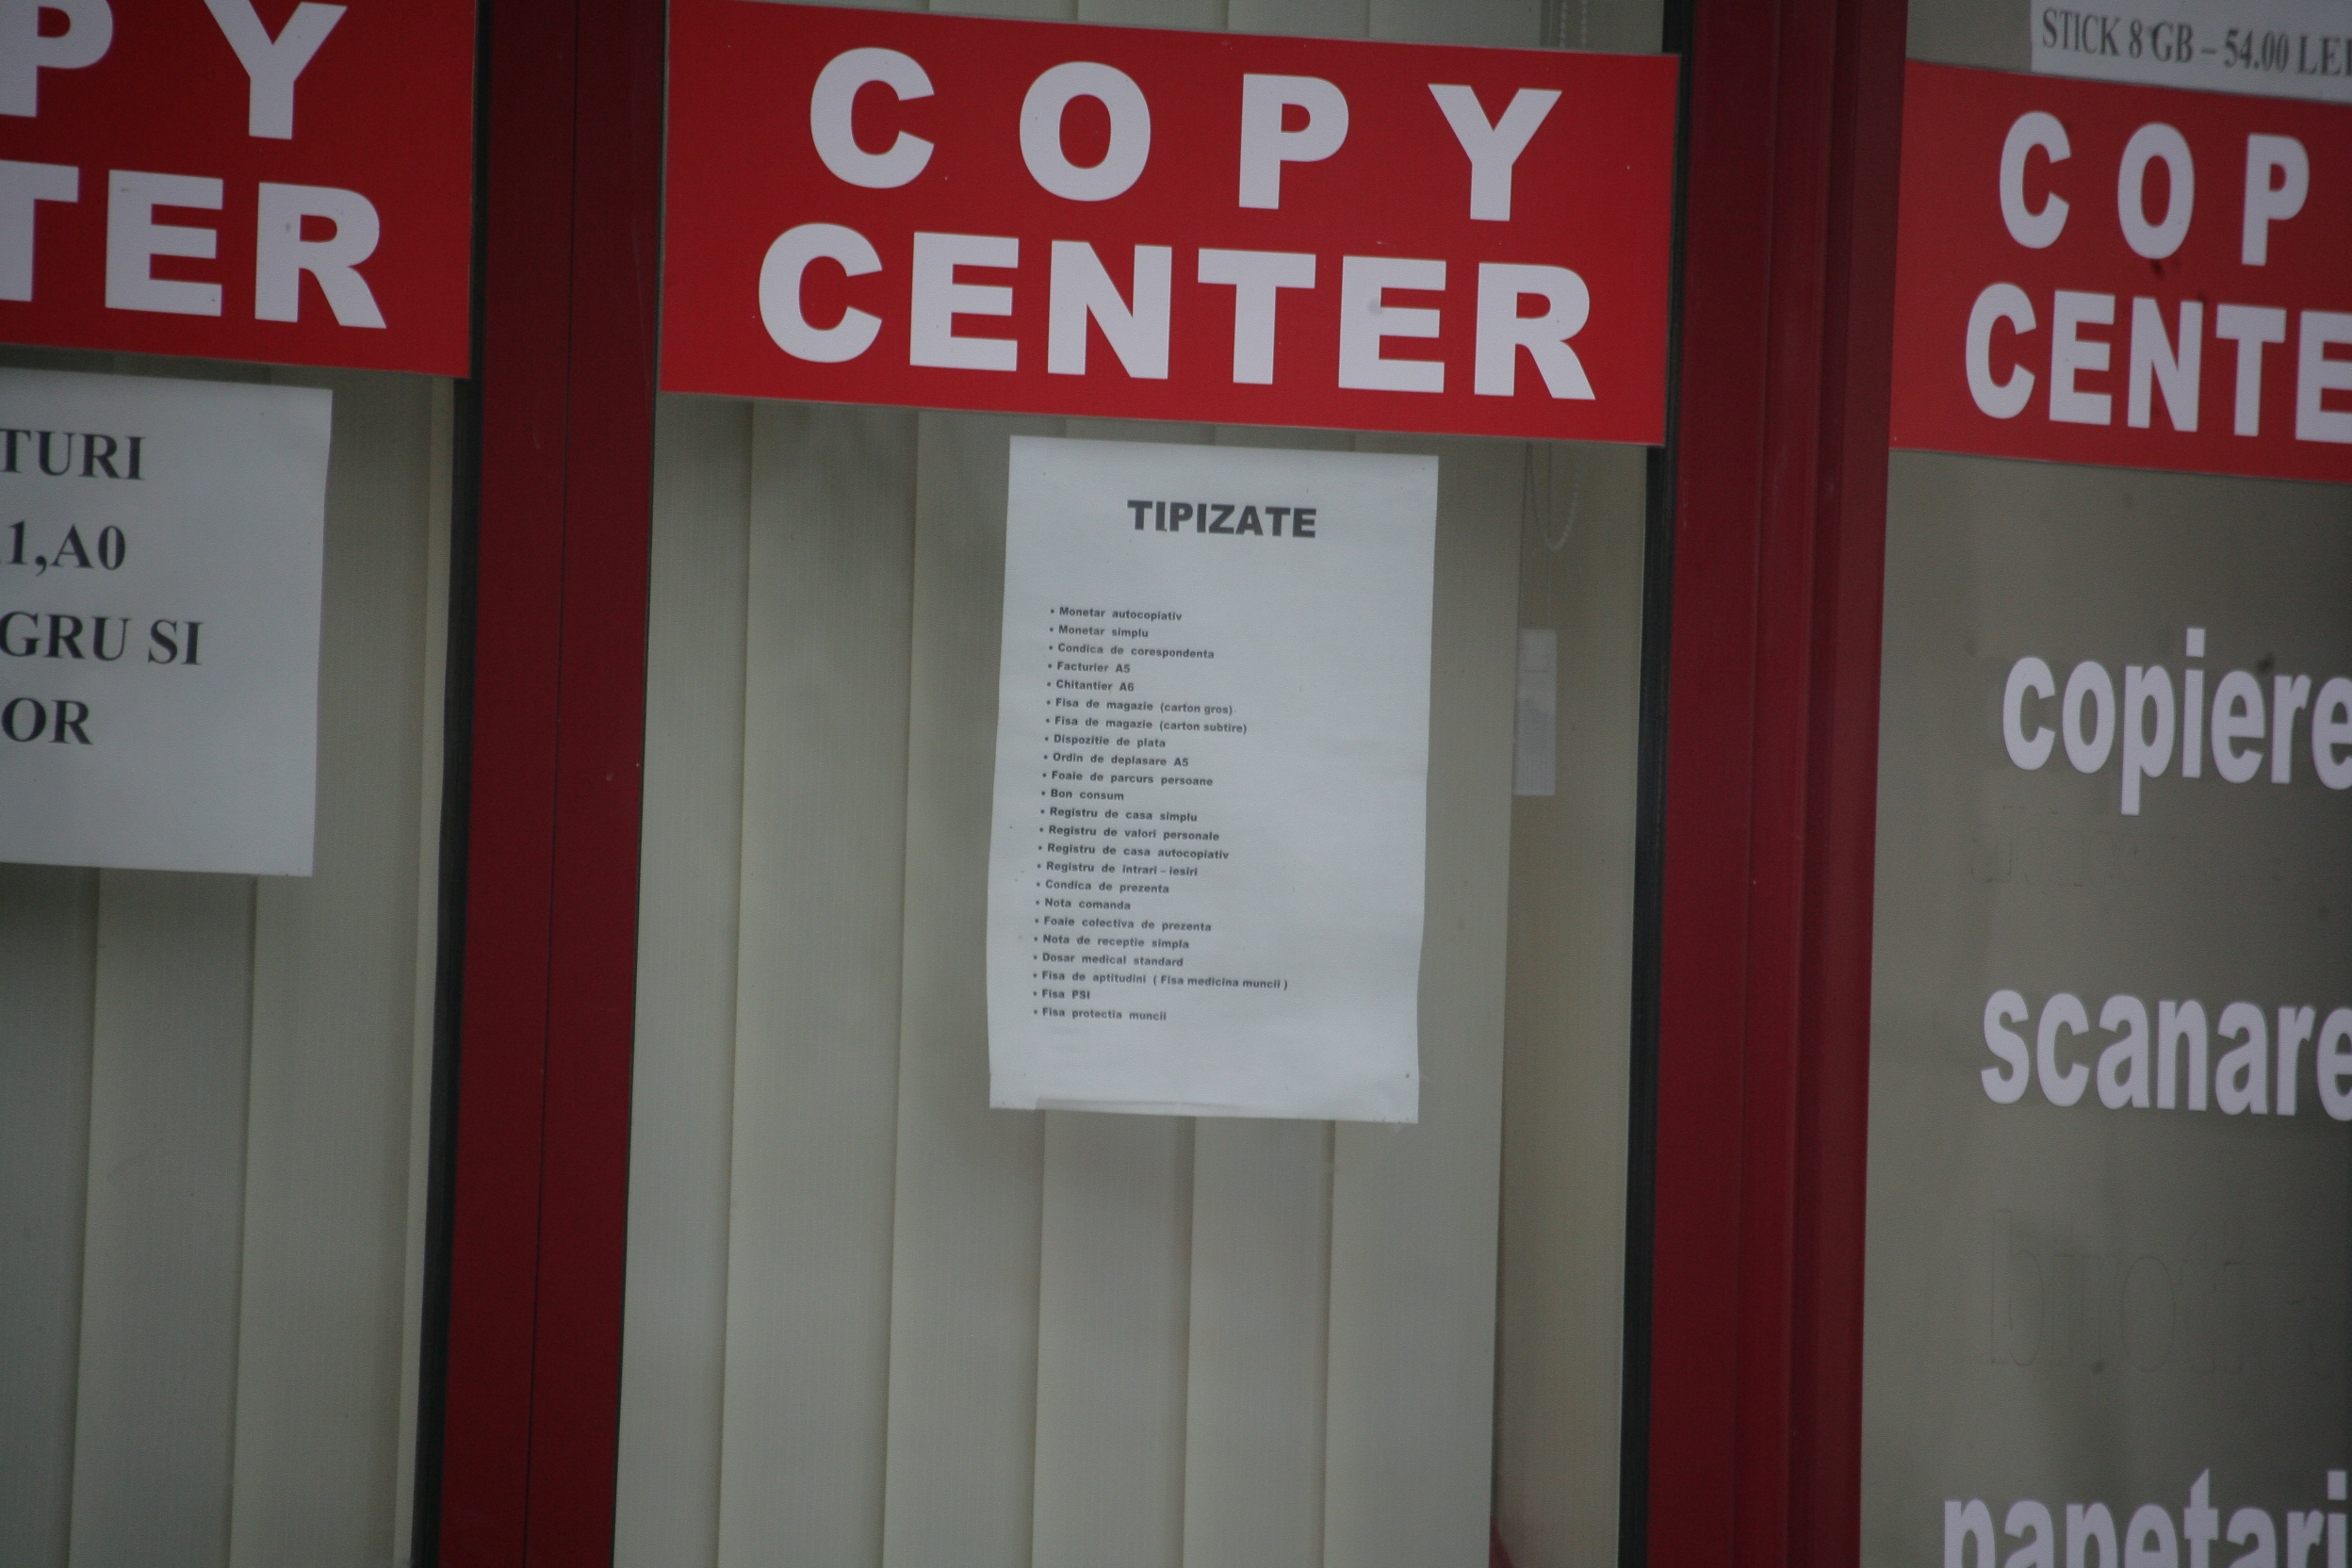 PY
TER
TURI
1,A0
GRU SI
OR
COPY
CENTER
TIPIZATE
• Monetar autocopiativ
• Monetar simplu
• Condica de corespondenta
• Facturier A5
• Chitantier A6
• Fisa de magazie (carton gros)
• Fisa de magazie (carton subtire)
• Dispozitie de plata
• Ordin de deplasare A5
• Foaie de parcurs persoane
• Bon consum
• Registru de casa simplu
• Registru de valori personale
• Registru de casa autocopiativ
• Registru de intrari – iesiri
• Condica de prezenta
• Nota comanda
• Foaie colectiva de prezenta
• Nota de receptie simpla
• Dosar medical standard
• Fisa de aptitudini ( Fisa medicina muncii )
• Fisa PSI
• Fisa protectia muncii
STICK 8 GB – 54.00 LEI
COP
CENTE
copiere
scanare
papetari